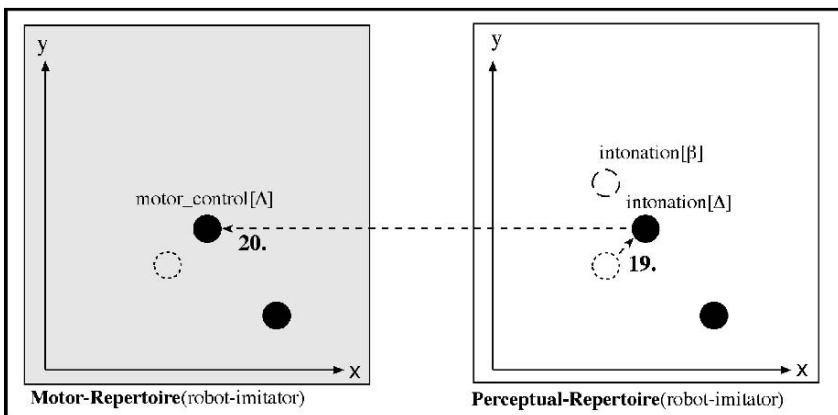 y
y
intonation[β]
motor_control[Λ]
intonation[Δ]
20.
19.
x
x
Motor-Repertoire(robot-imitator)
Perceptual-Repertoire(robot-imitator)